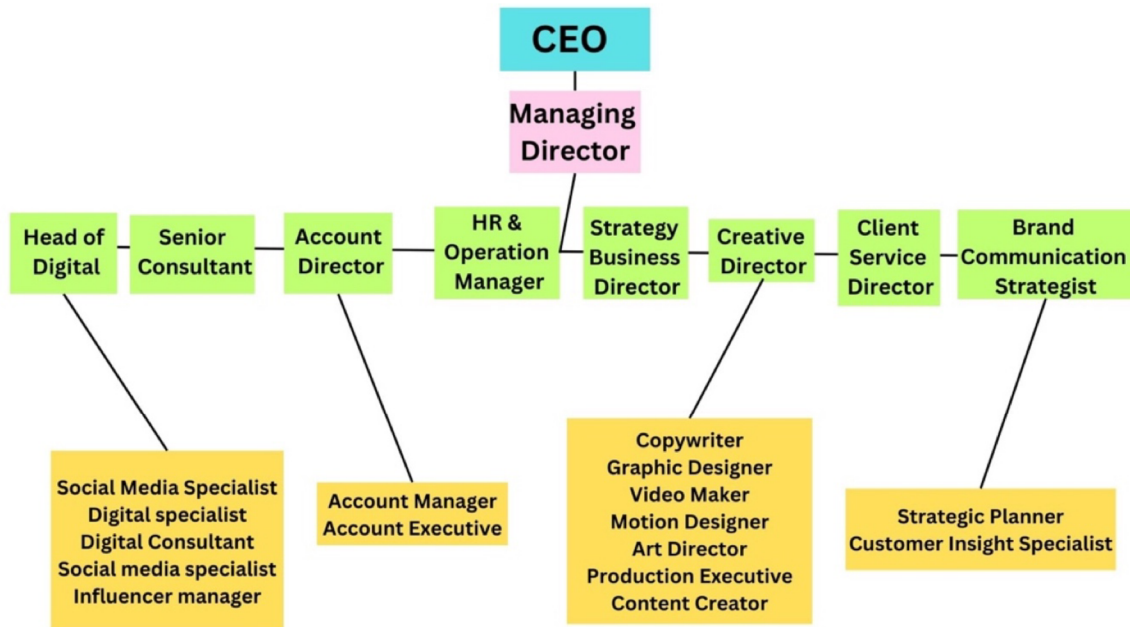 CEO
Managing
Director
Head of
Digital
Senior
Consultant
Account
Director
HR &
Operation
Manager
Strategy
Business
Director
Creative
Director
Client
Service
Director
Brand
Communication
Strategist
Social Media Specialist
Digital specialist
Digital Consultant
Social media specialist
Influencer manager
Account Manager
Account Executive
Copywriter
Graphic Designer
Video Maker
Motion Designer
Art Director
Production Executive
Content Creator
Strategic Planner
Customer Insight Specialist